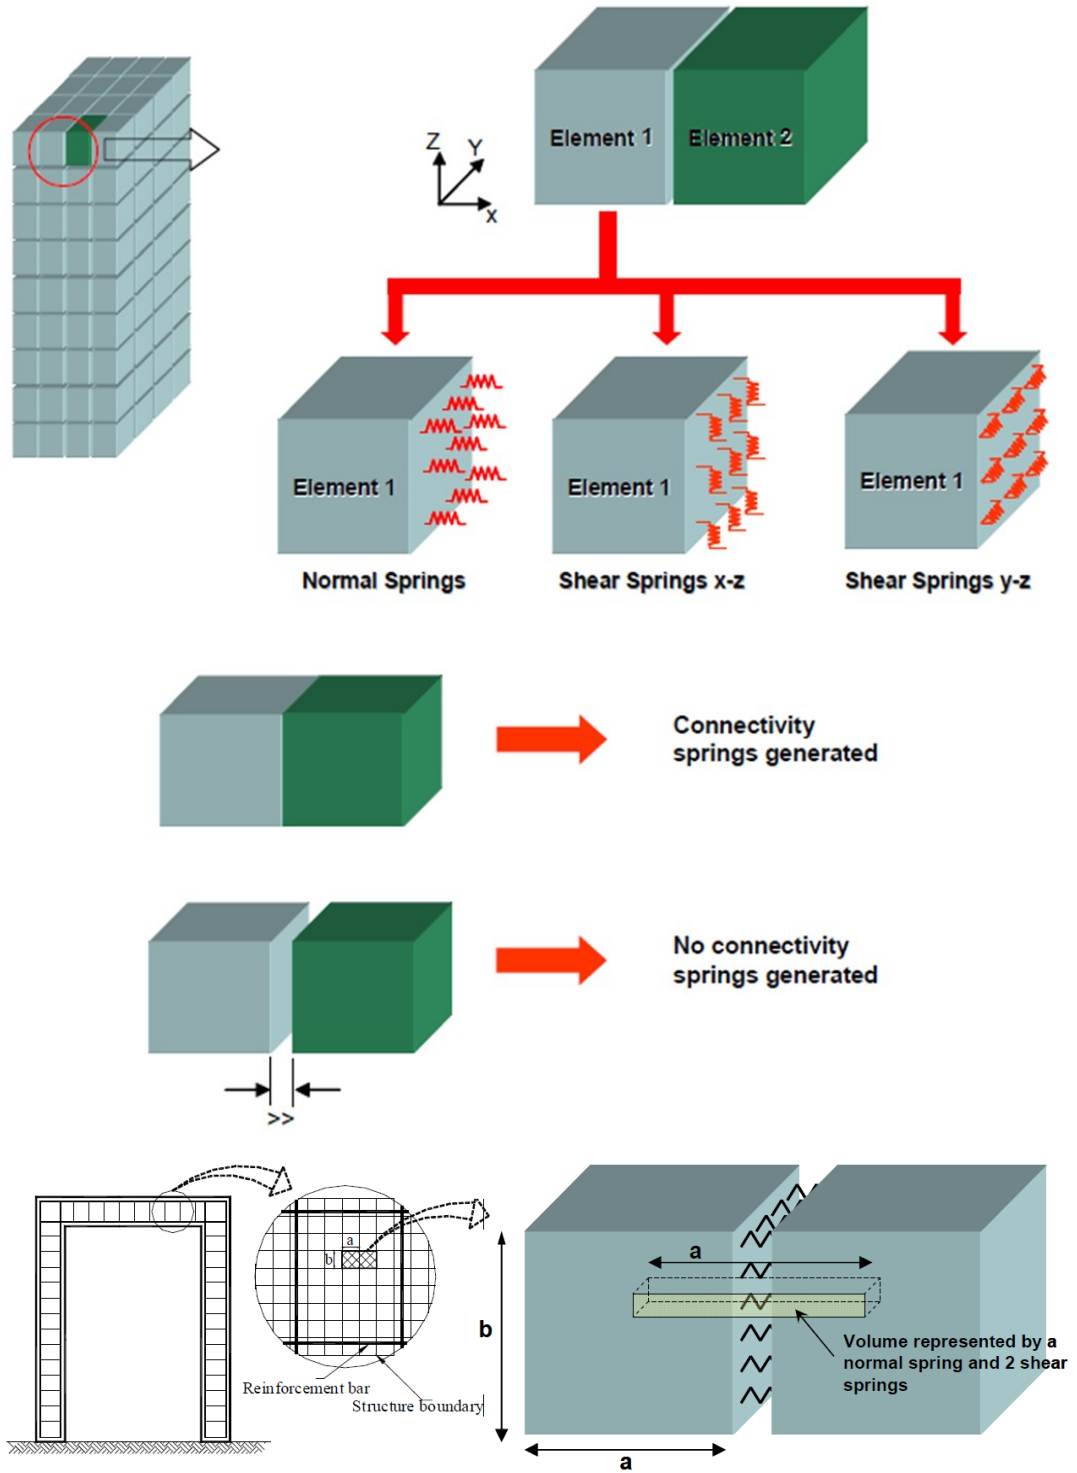 Element 1
Element 2
Z
Y
x
Element 1
Element 1
Element 1
Normal Springs
Shear Springs x-z
Shear Springs y-z
Connectivity
springs generated
No connectivity
springs generated
>>
a
b
Reinforcement bar
Structure boundary
a
b
Volume represented by a
normal spring and 2 shear
springs
a